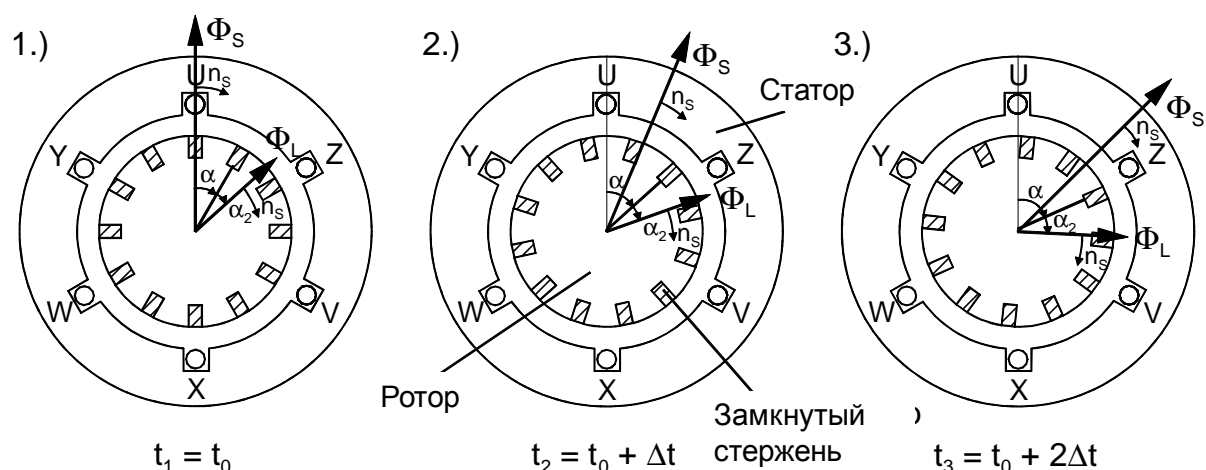 1.)
Φ_S
U
n_S
Y
Φ_L
Z
α
α_2
n_S
W
V
X
t_1 = t_0
2.)
Φ_S
U
n_S
Статор
Y
Z
α
Φ_L
α_2
n_S
W
V
X
Ротор
Замкнутый
стержень
t_2 = t_0 + Δt
3.)
U
Φ_S
n_S
Y
Z
α
α_2
Φ_L
n_S
W
V
X
t_3 = t_0 + 2Δt